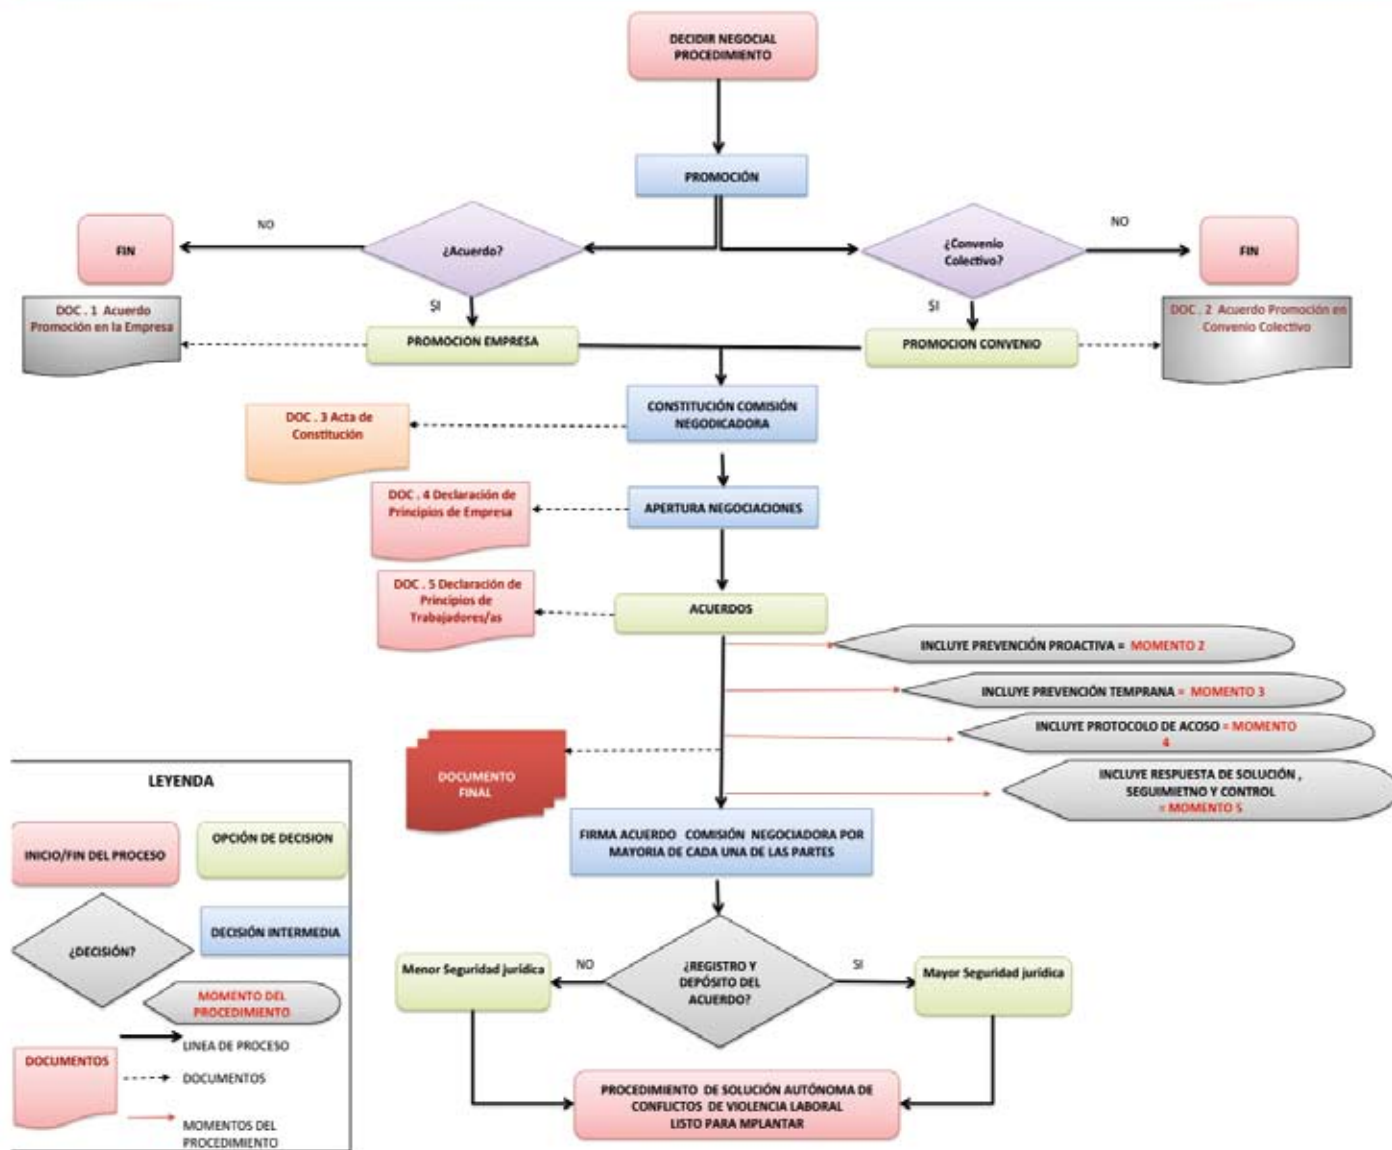 DECIDIR NEGOCIAL
PROCEDIMIENTO
PROMOCIÓN
NO
NO
FIN
¿Acuerdo?
¿Convenio
Colectivo?
FIN
SI
SI
DOC . 1 Acuerdo
Promoción en la Empresa
PROMOCION EMPRESA
PROMOCION CONVENIO
DOC . 2 Acuerdo Promoción en
Convenio Colectivo
DOC . 3 Acta de
Constitución
CONSTITUCIÓN COMISIÓN
NEGODICADORA
DOC . 4 Declaración de
Principios de Empresa
APERTURA NEGOCIACIONES
DOC . 5 Declaración de
Principios de
Trabajadores/as
ACUERDOS
INCLUYE PREVENCIÓN PROACTIVA = MOMENTO 2
INCLUYE PREVENCIÓN TEMPRANA = MOMENTO 3
INCLUYE PROTOCOLO DE ACOSO = MOMENTO
4
INCLUYE RESPUESTA DE SOLUCIÓN ,
SEGUIMIETNO Y CONTROL
= MOMENTO 5
DOCUMENTO
FINAL
FIRMA ACUERDO COMISIÓN NEGOCIADORA POR
MAYORIA DE CADA UNA DE LAS PARTES
Menor Seguridad jurídica
NO
¿REGISTRO Y
DEPÓSITO DEL
ACUERDO?
SI
Mayor Seguridad jurídica
PROCEDIMIENTO DE SOLUCIÓN AUTÓNOMA DE
CONFLICTOS DE VIOLENCIA LABORAL
LISTO PARA MPLANTAR
LEYENDA
INICIO/FIN DEL PROCESO
OPCIÓN DE DECISION
¿DECISIÓN?
DECISIÓN INTERMEDIA
MOMENTO DEL
PROCEDIMIENTO
LINEA DE PROCESO
DOCUMENTOS
DOCUMENTOS
MOMENTOS DEL
PROCEDIMIENTO